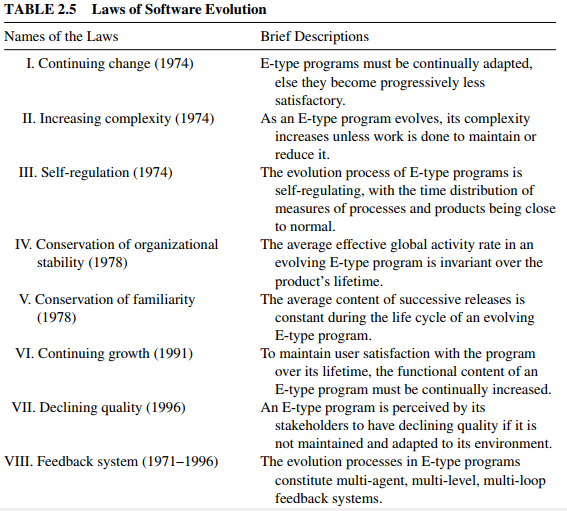 TABLE 2.5 Laws of Software Evolution
Names of the Laws Brief Descriptions
I. Continuing change (1974) E-type programs must be continually adapted,
else they become progressively less
satisfactory.
II. Increasing complexity (1974) As an E-type program evolves, its complexity
increases unless work is done to maintain or
reduce it.
III. Self-regulation (1974) The evolution process of E-type programs is
self-regulating, with the time distribution of
measures of processes and products being close
to normal.
IV. Conservation of organizational The average effective global activity rate in an
stability (1978) evolving E-type program is invariant over the
product's lifetime.
V. Conservation of familiarity The average content of successive releases is
(1978) constant during the life cycle of an evolving
E-type program.
VI. Continuing growth (1991) To maintain user satisfaction with the program
over its lifetime, the functional content of an
E-type program must be continually increased.
VII. Declining quality (1996) An E-type program is perceived by its
stakeholders to have declining quality if it is
not maintained and adapted to its environment.
VIII. Feedback system (1971–1996) The evolution processes in E-type programs
constitute multi-agent, multi-level, multi-loop
feedback systems.